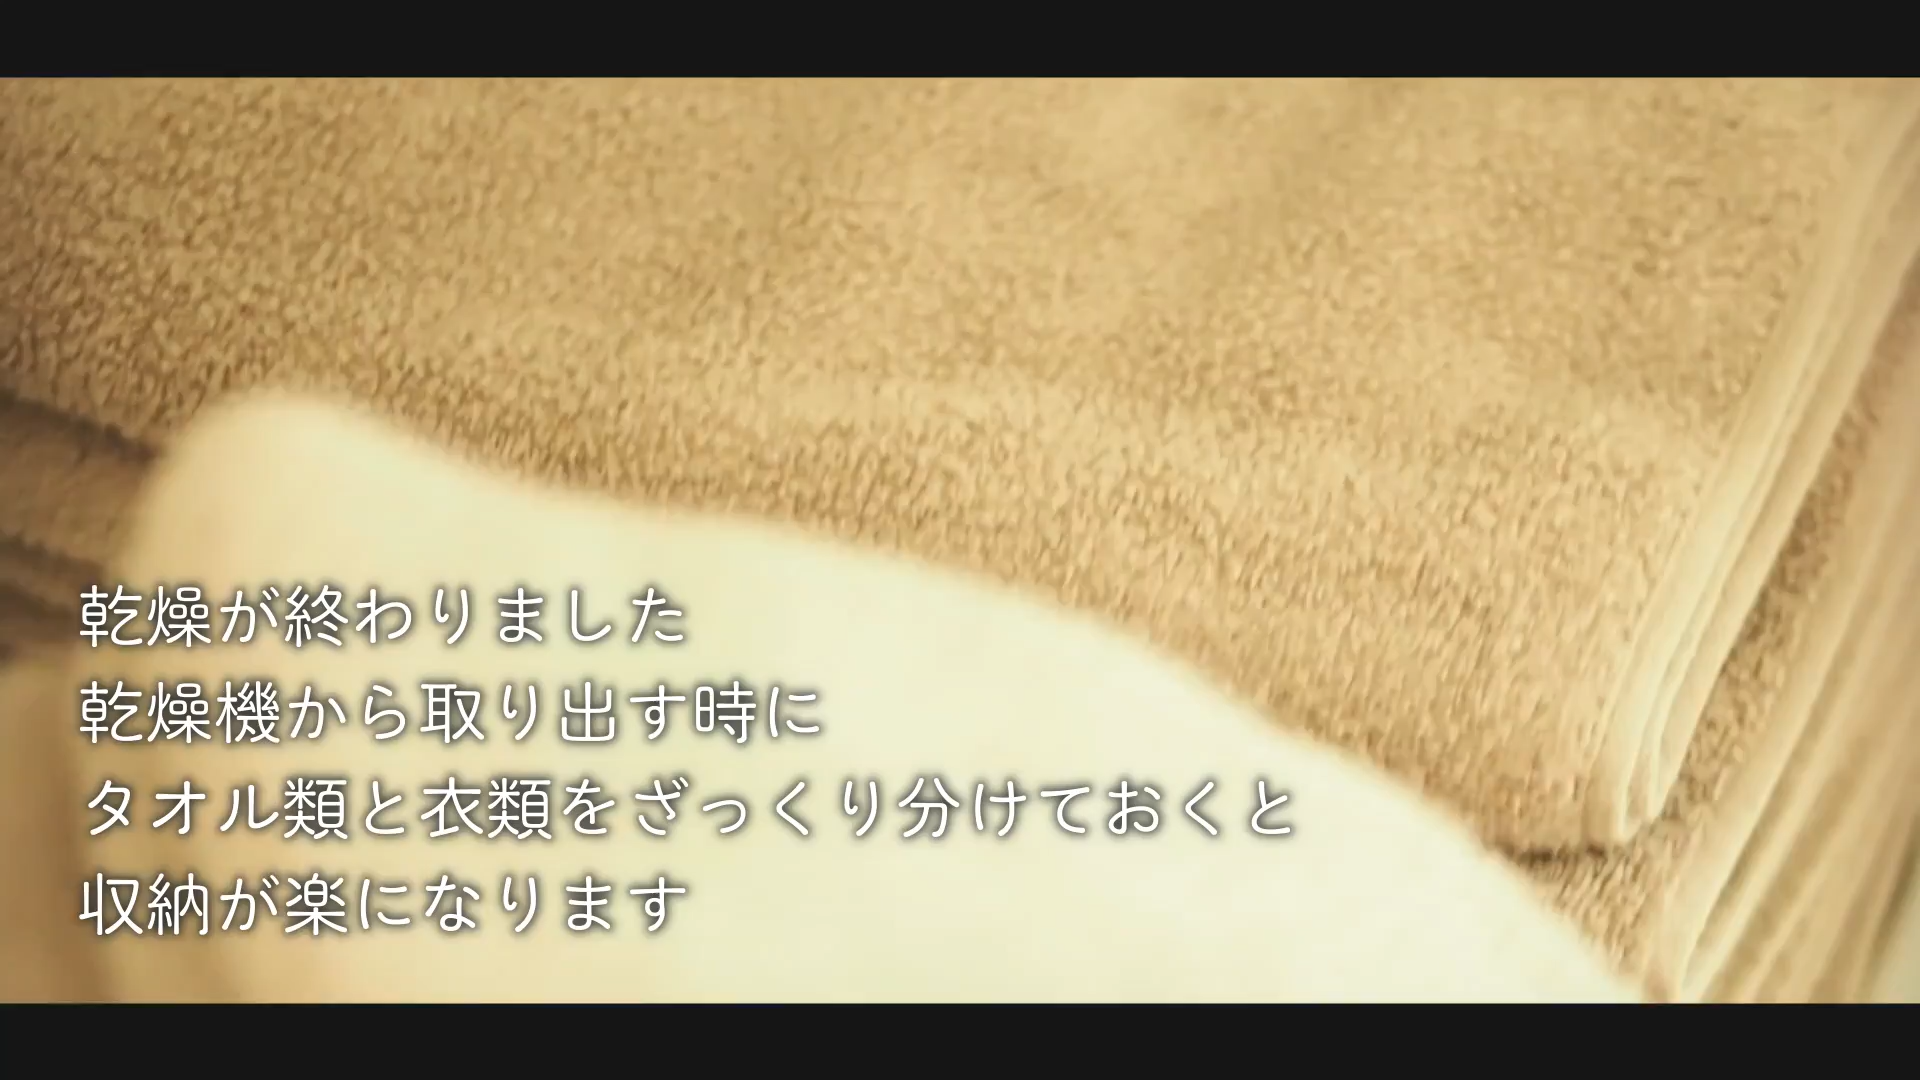 乾燥が終わりました
乾燥機から取り出す時に
タオル類と衣類をざっくり分けておくと
収納が楽になります